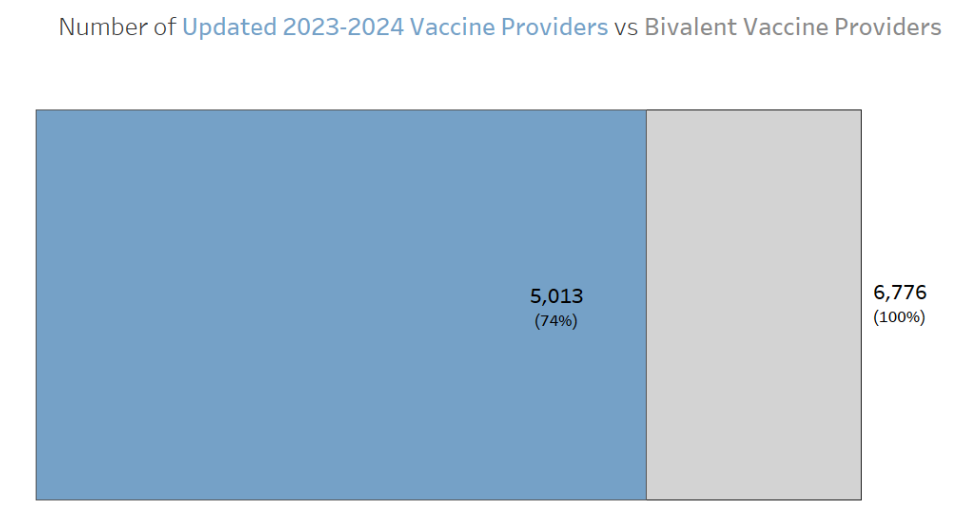 Number of Updated 2023-2024 Vaccine Providers vs Bivalent Vaccine Providers
5,013
(74%)
6,776
(100%)